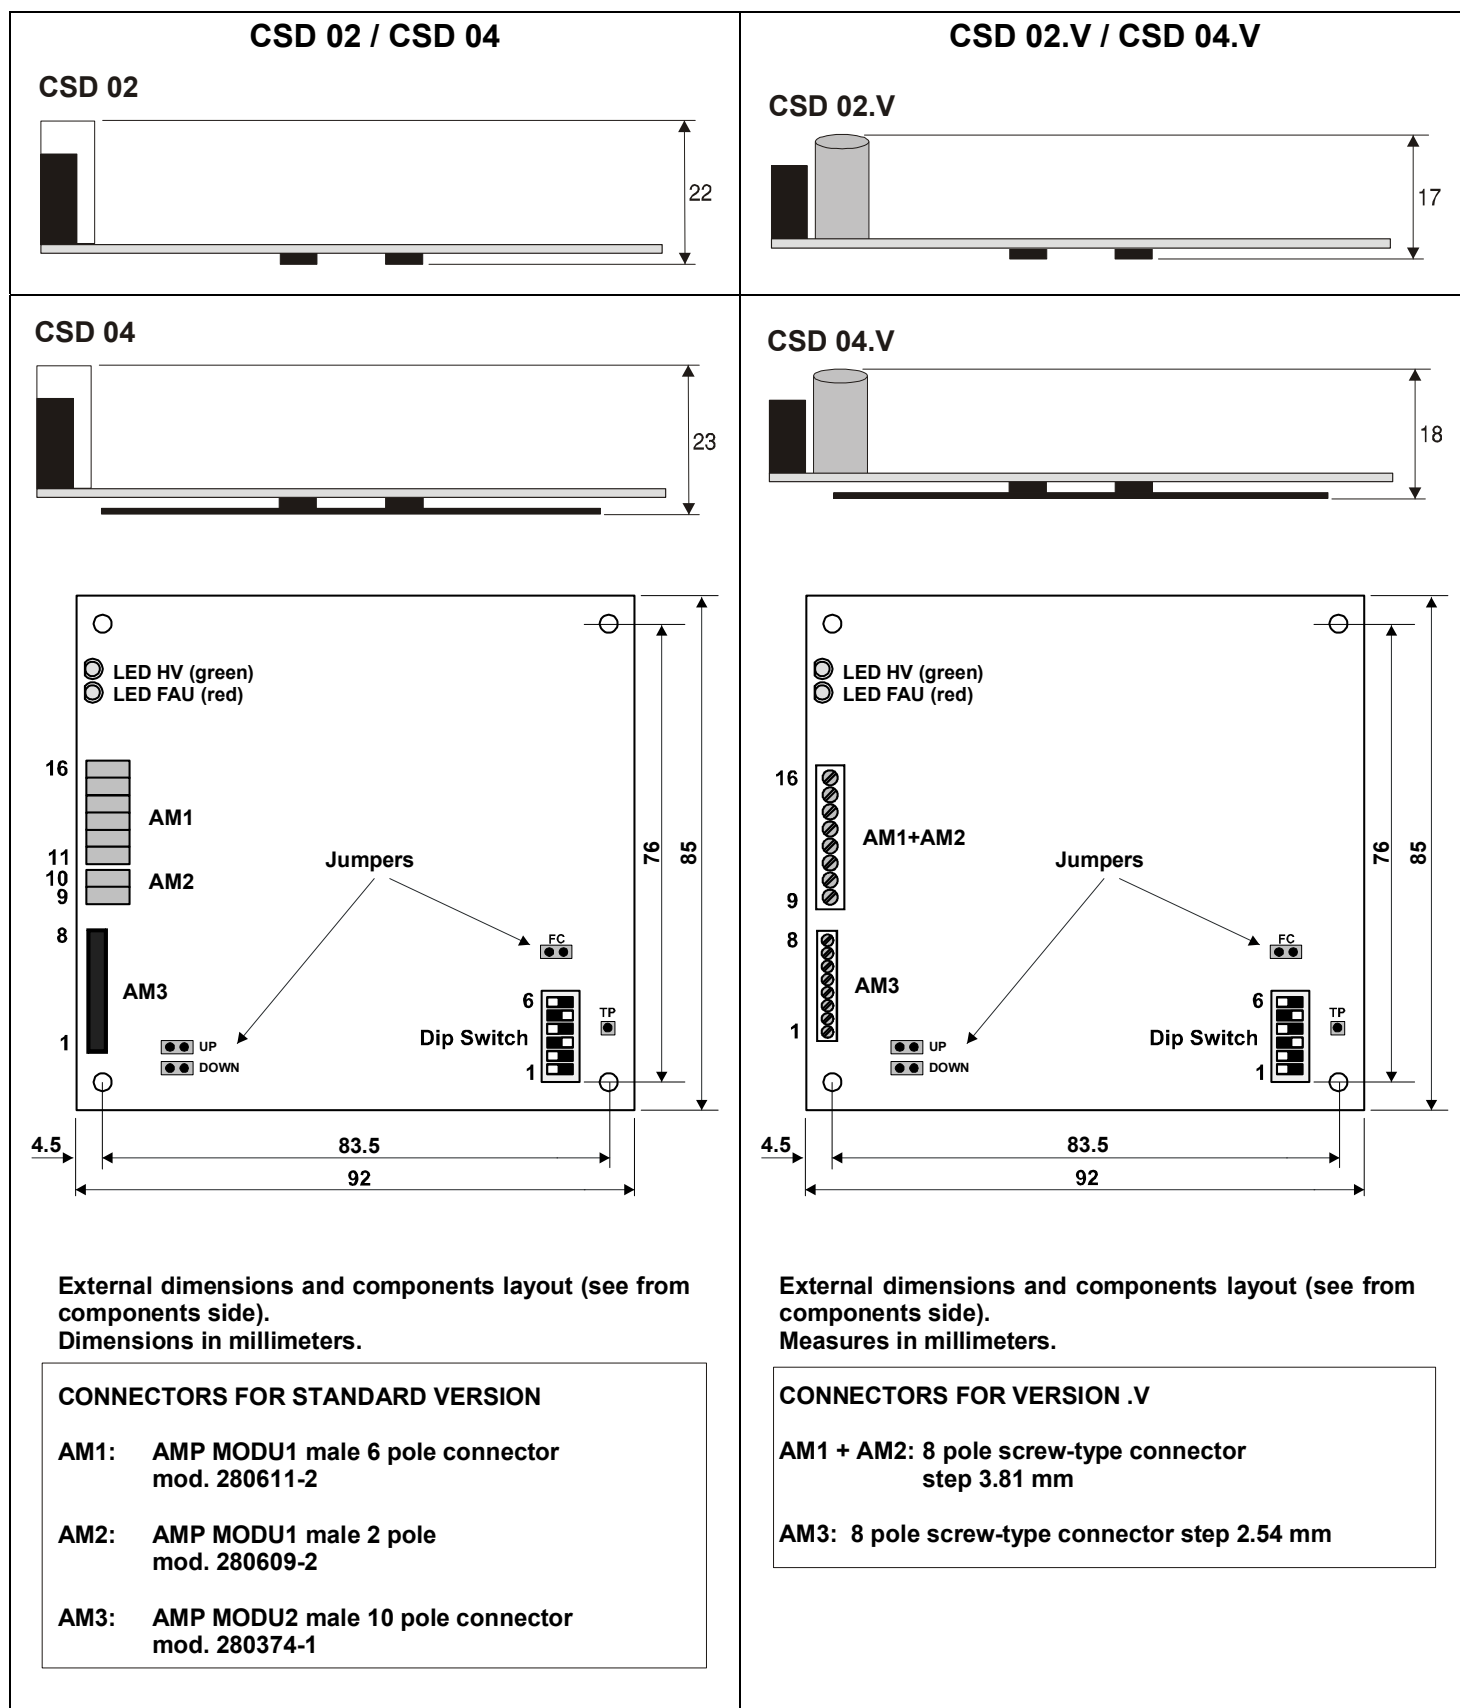 CSD 02 / CSD 04
CSD 02
22
CSD 04
23
LED HV (green)
LED FAU (red)
16
AM1
11
10
AM2
9
Jumpers
76
85
8
FC
AM3
6
TP
1
UP
Dip Switch
DOWN
1
4.5
83.5
92
External dimensions and components layout (see from
components side).
Dimensions in millimeters.
CONNECTORS FOR STANDARD VERSION
AM1: AMP MODU1 male 6 pole connector
mod. 280611-2
AM2: AMP MODU1 male 2 pole
mod. 280609-2
AM3: AMP MODU2 male 10 pole connector
mod. 280374-1
CSD 02.V / CSD 04.V
CSD 02.V
17
CSD 04.V
18
LED HV (green)
LED FAU (red)
16
AM1+AM2
Jumpers
76
85
9
8
FC
AM3
6
TP
1
Dip Switch
UP
DOWN
1
4.5
83.5
92
External dimensions and components layout (see from
components side).
Measures in millimeters.
CONNECTORS FOR VERSION .V
AM1 + AM2: 8 pole screw-type connector
step 3.81 mm
AM3: 8 pole screw-type connector step 2.54 mm